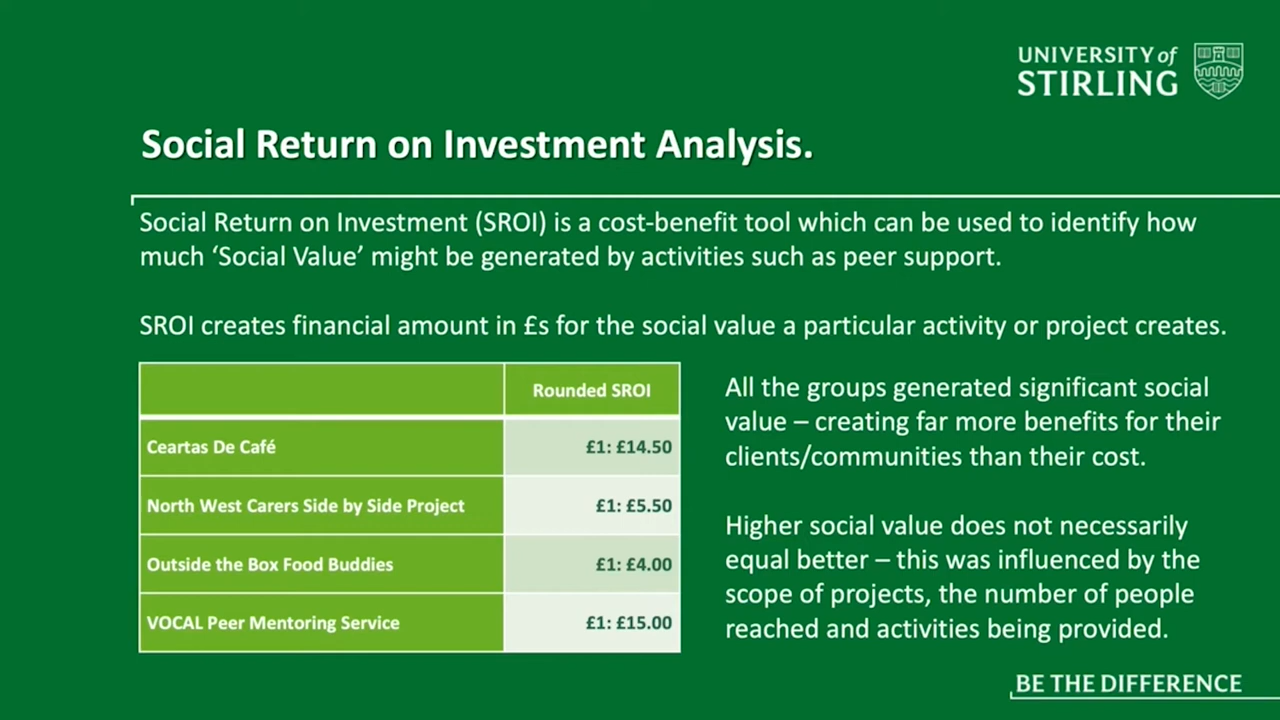 UNIVERSITY of
STIRLING
Social Return on Investment Analysis.
Social Return on Investment (SROI) is a cost-benefit tool which can be used to identify how
much ‘Social Value’ might be generated by activities such as peer support.
SROI creates financial amount in £s for the social value a particular activity or project creates.
Rounded SROI
Ceartas De Café £1: £14.50
North West Carers Side by Side Project £1: £5.50
Outside the Box Food Buddies £1: £4.00
VOCAL Peer Mentoring Service £1: £15.00
All the groups generated significant social
value – creating far more benefits for their
clients/communities than their cost.
Higher social value does not necessarily
equal better – this was influenced by the
scope of projects, the number of people
reached and activities being provided.
BE THE DIFFERENCE